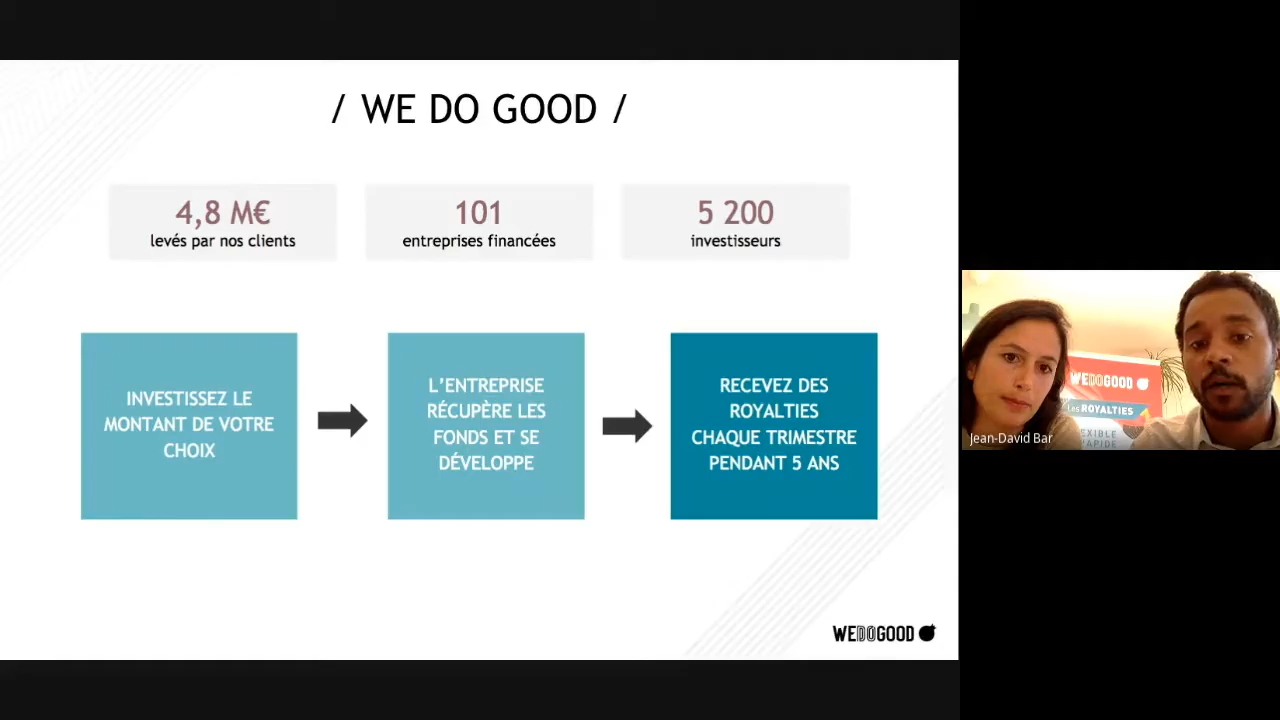 / WE DO GOOD /
4,8 M€
levés par nos clients
101
entreprises financées
5 200
investisseurs
INVESTISSEZ LE
MONTANT DE VOTRE
CHOIX
L'ENTREPRISE
RÉCUPÈRE LES
FONDS ET SE
DÉVELOPPE
RECEVEZ DES
ROYALTIES
CHAQUE TRIMESTRE
PENDANT 5 ANS
WEDOGOOD
WEDOGOOD
Les ROYALTIES
Jean-David Bar